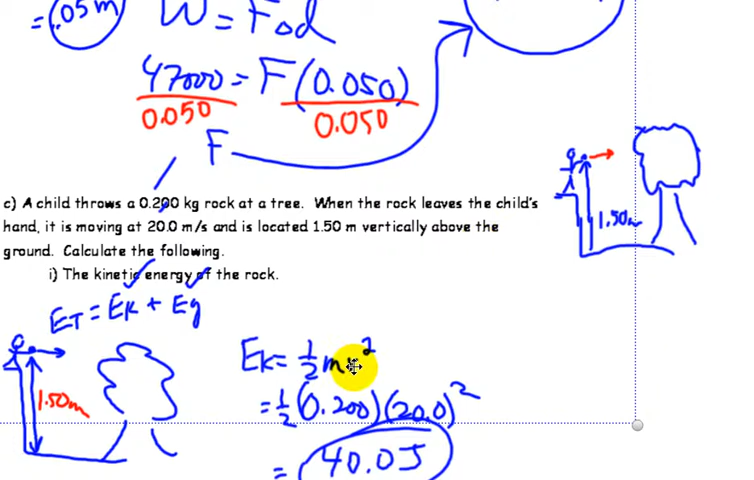 = .05m W = F∘d
47000 = F(0.050)
0.050 0.050
F
c) A child throws a 0.200 kg rock at a tree. When the rock leaves the child's
hand, it is moving at 20.0 m/s and is located 1.50 m vertically above the
ground. Calculate the following.
i) The kinetic energy of the rock.
1.50m
ET = EK + Eg
EK = ½mv²
1.50m
= ½(0.200)(20.0)²
= 40.0J